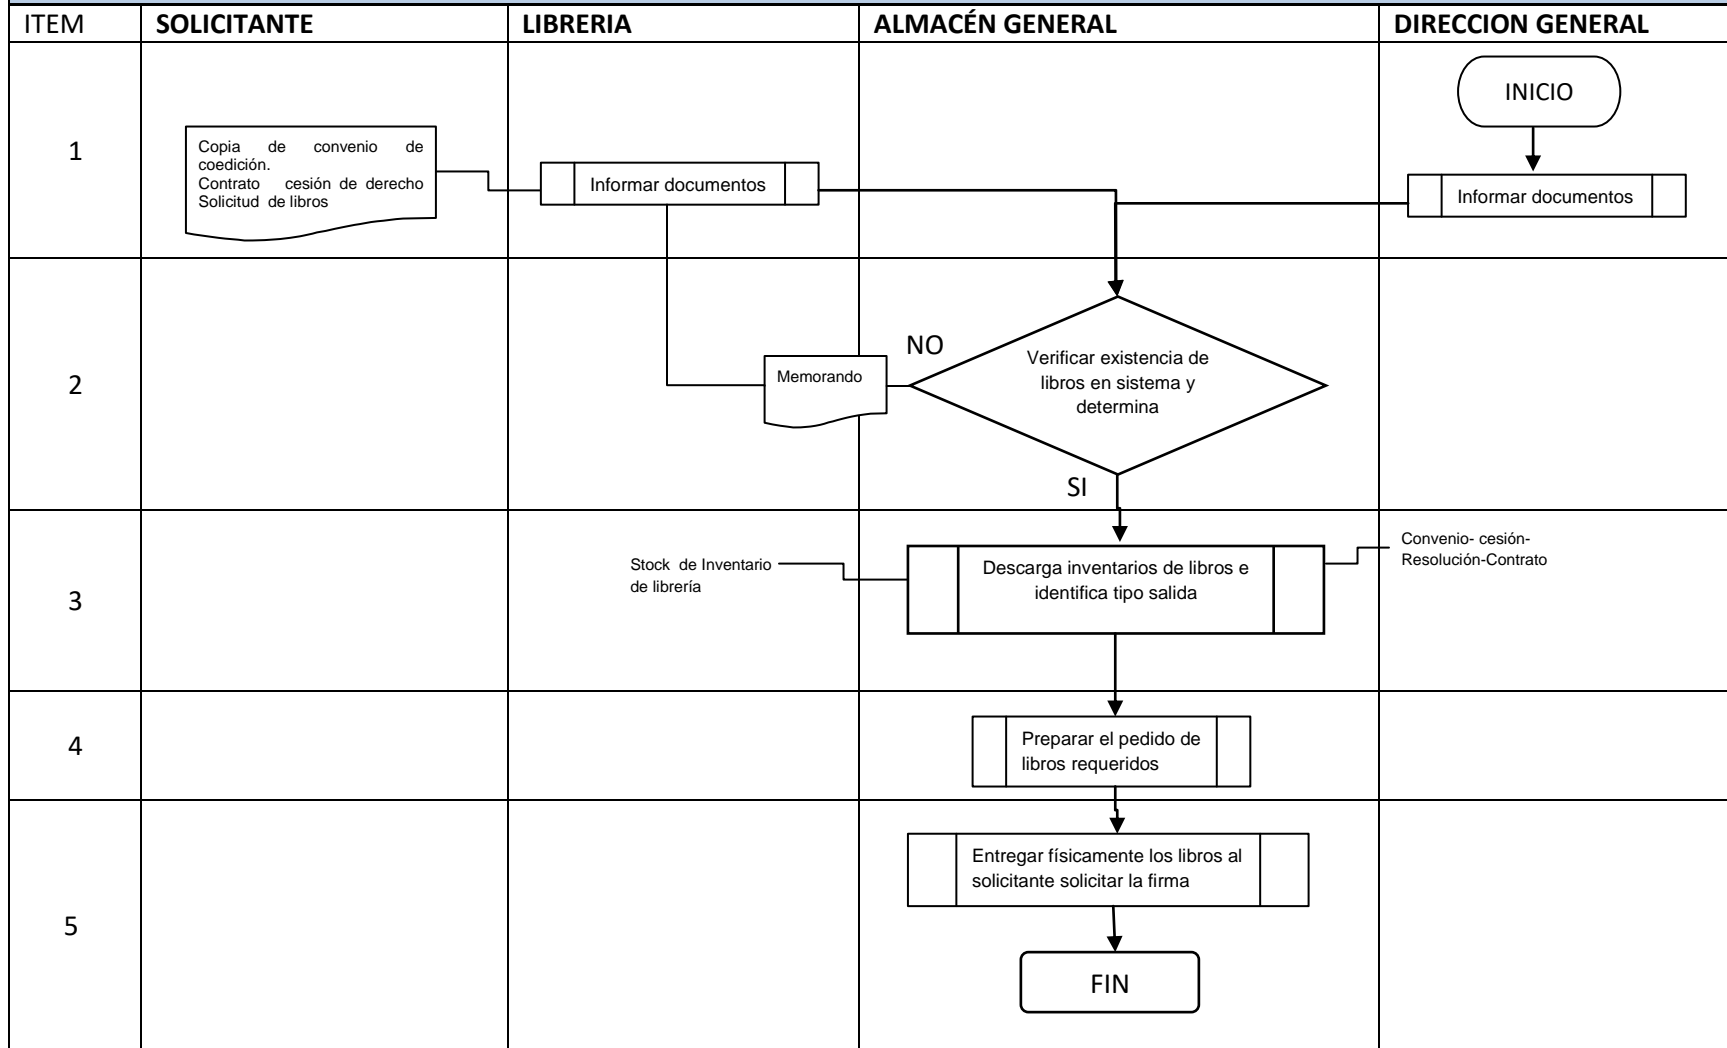 ITEM
SOLICITANTE
LIBRERIA
ALMACÉN GENERAL
DIRECCION GENERAL
1
Copia de convenio de
coedición.
Contrato cesión de derecho
Solicitud de libros
Informar documentos
INICIO
Informar documentos
2
Memorando
NO
Verificar existencia de
libros en sistema y
determina
SI
3
Stock de Inventario
de librería
Descarga inventarios de libros e
identifica tipo salida
Convenio- cesión-
Resolución-Contrato
4
Preparar el pedido de
libros requeridos
5
Entregar físicamente los libros al
solicitante solicitar la firma
FIN